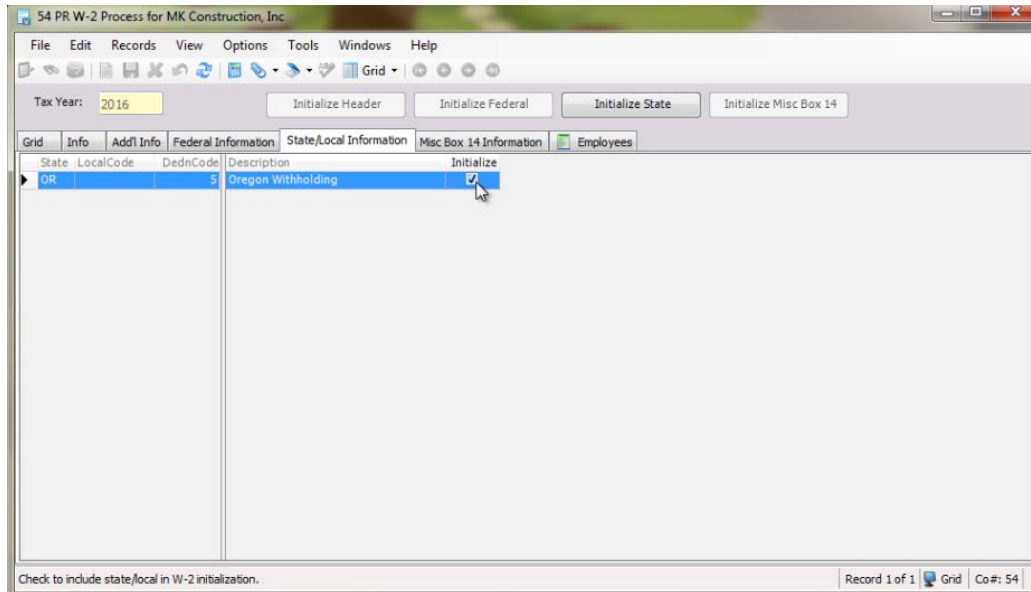 54 PR W-2 Process for MK Construction, Inc
File Edit Records View Options Tools Windows Help
Grid
Tax Year: 2016 Initialize Header Initialize Federal Initialize State Initialize Misc Box 14
Grid Info Add'l Info Federal Information State/Local Information Misc Box 14 Information Employees
State LocalCode DednCode Description Initialize
OR 5 Oregon Withholding
Check to include state/local in W-2 initialization. Record 1 of 1 Grid Co#: 54